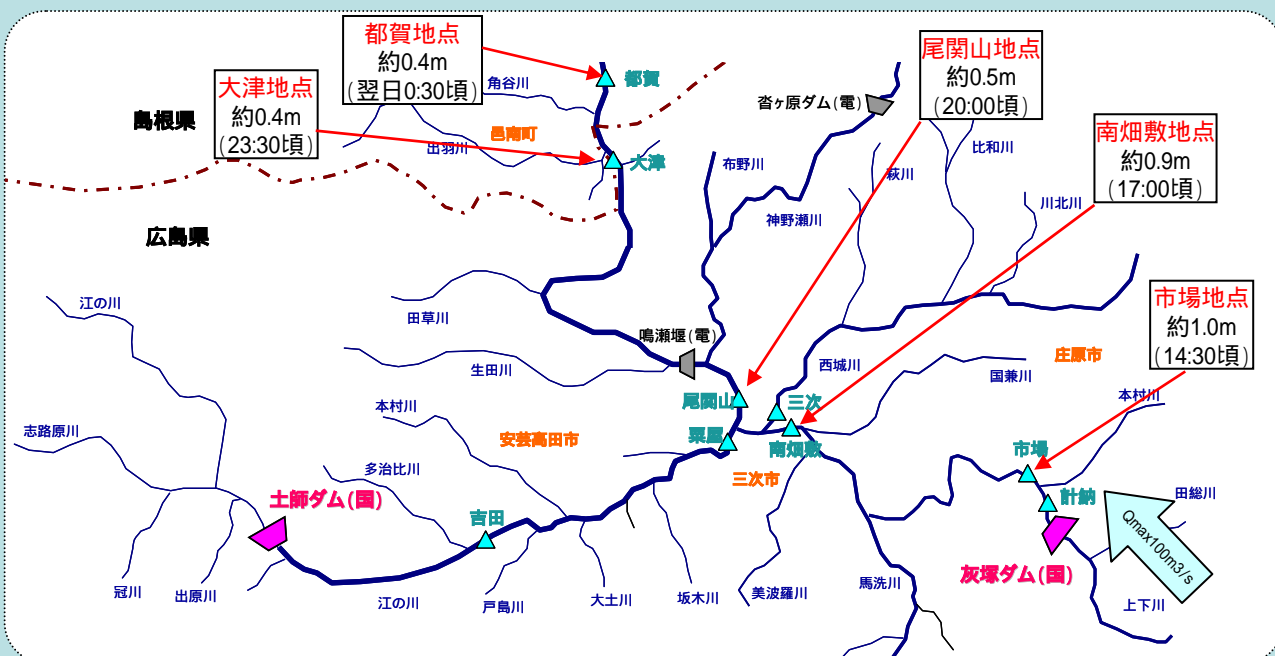 都賀地点
約0.4m
(翌日0:30頃)
大津地点
約0.4m
(23:30頃)
尾関山地点
約0.5m
(20:00頃)
南畑敷地点
約0.9m
(17:00頃)
市場地点
約1.0m
(14:30頃)
島根県
広島県
都賀
角谷川
邑南町
出羽川
大津
沓ヶ原ダム(電)
布野川
神野瀬川
萩川
比和川
川北川
江の川
田草川
鳴瀬堰(電)
生田川
西城川
庄原市
国兼川
本村川
本村川
尾関山
三次
志路原川
安芸高田市
粟屋
南畑敷
多治比川
三次市
市場
計納
田総川
土師ダム(国)
吉田
Qmax100m3/s
灰塚ダム(国)
冠川
出原川
江の川
戸島川
大土川
坂木川
美波羅川
馬洗川
上下川